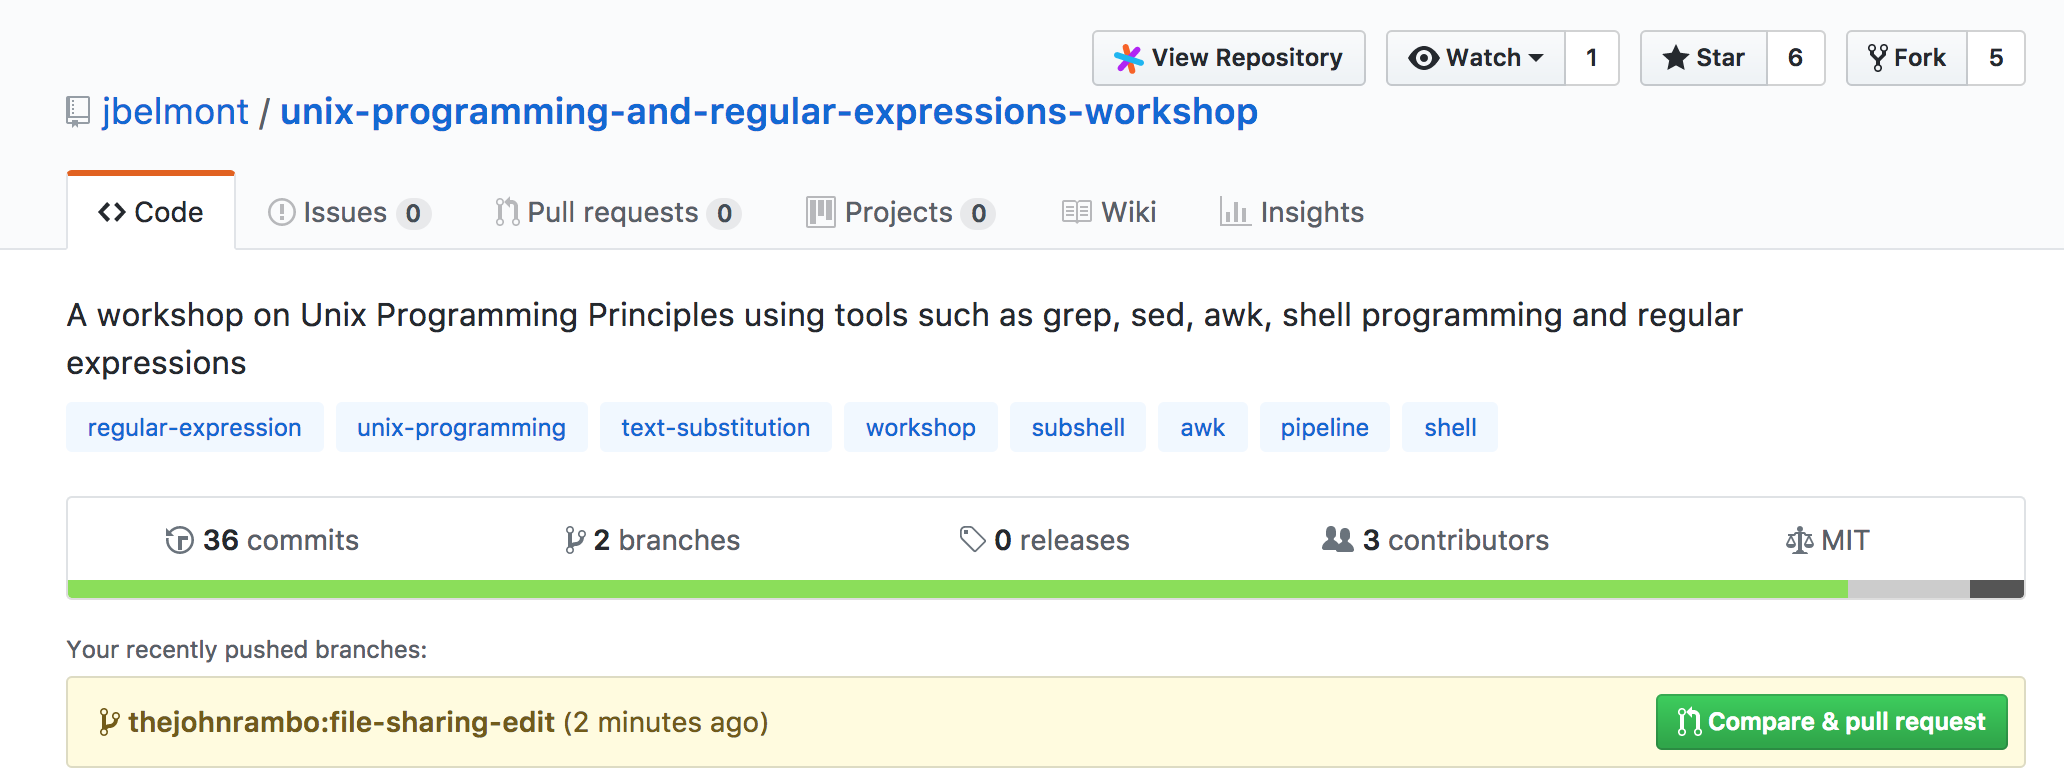 View Repository Watch 1 Star 6 Fork 5
jbelmont / unix-programming-and-regular-expressions-workshop
Code Issues 0 Pull requests 0 Projects 0 Wiki Insights
A workshop on Unix Programming Principles using tools such as grep, sed, awk, shell programming and regular
expressions
regular-expression unix-programming text-substitution workshop subshell awk pipeline shell
36 commits 2 branches 0 releases 3 contributors MIT
Your recently pushed branches:
thejohnrambo:file-sharing-edit (2 minutes ago) Compare & pull request